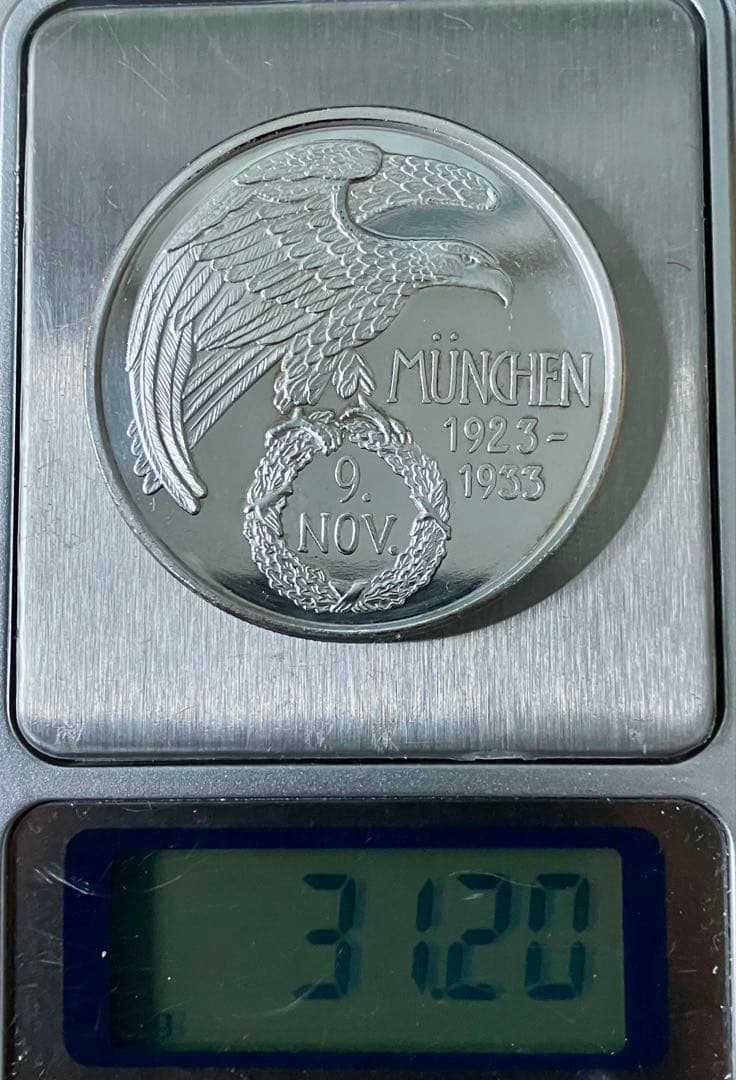 MÜNCHEN
1923-
1933
9.
NOV.
31.20